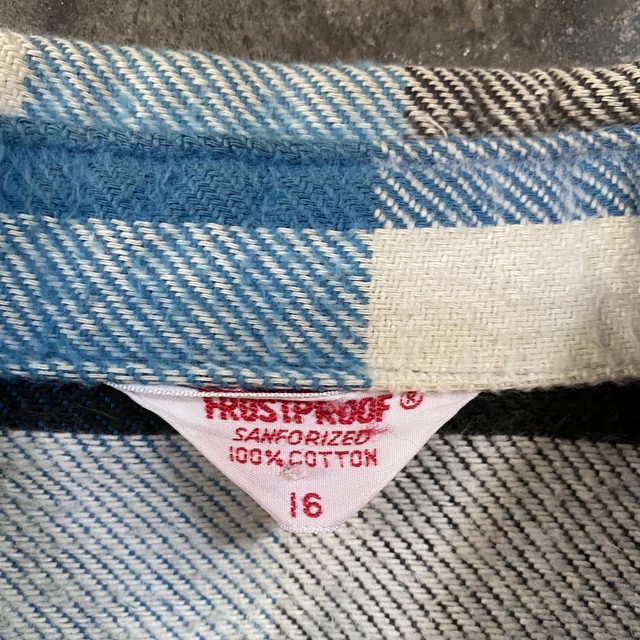 FROSTPROOF ®
SANFORIZED
100% COTTON
16